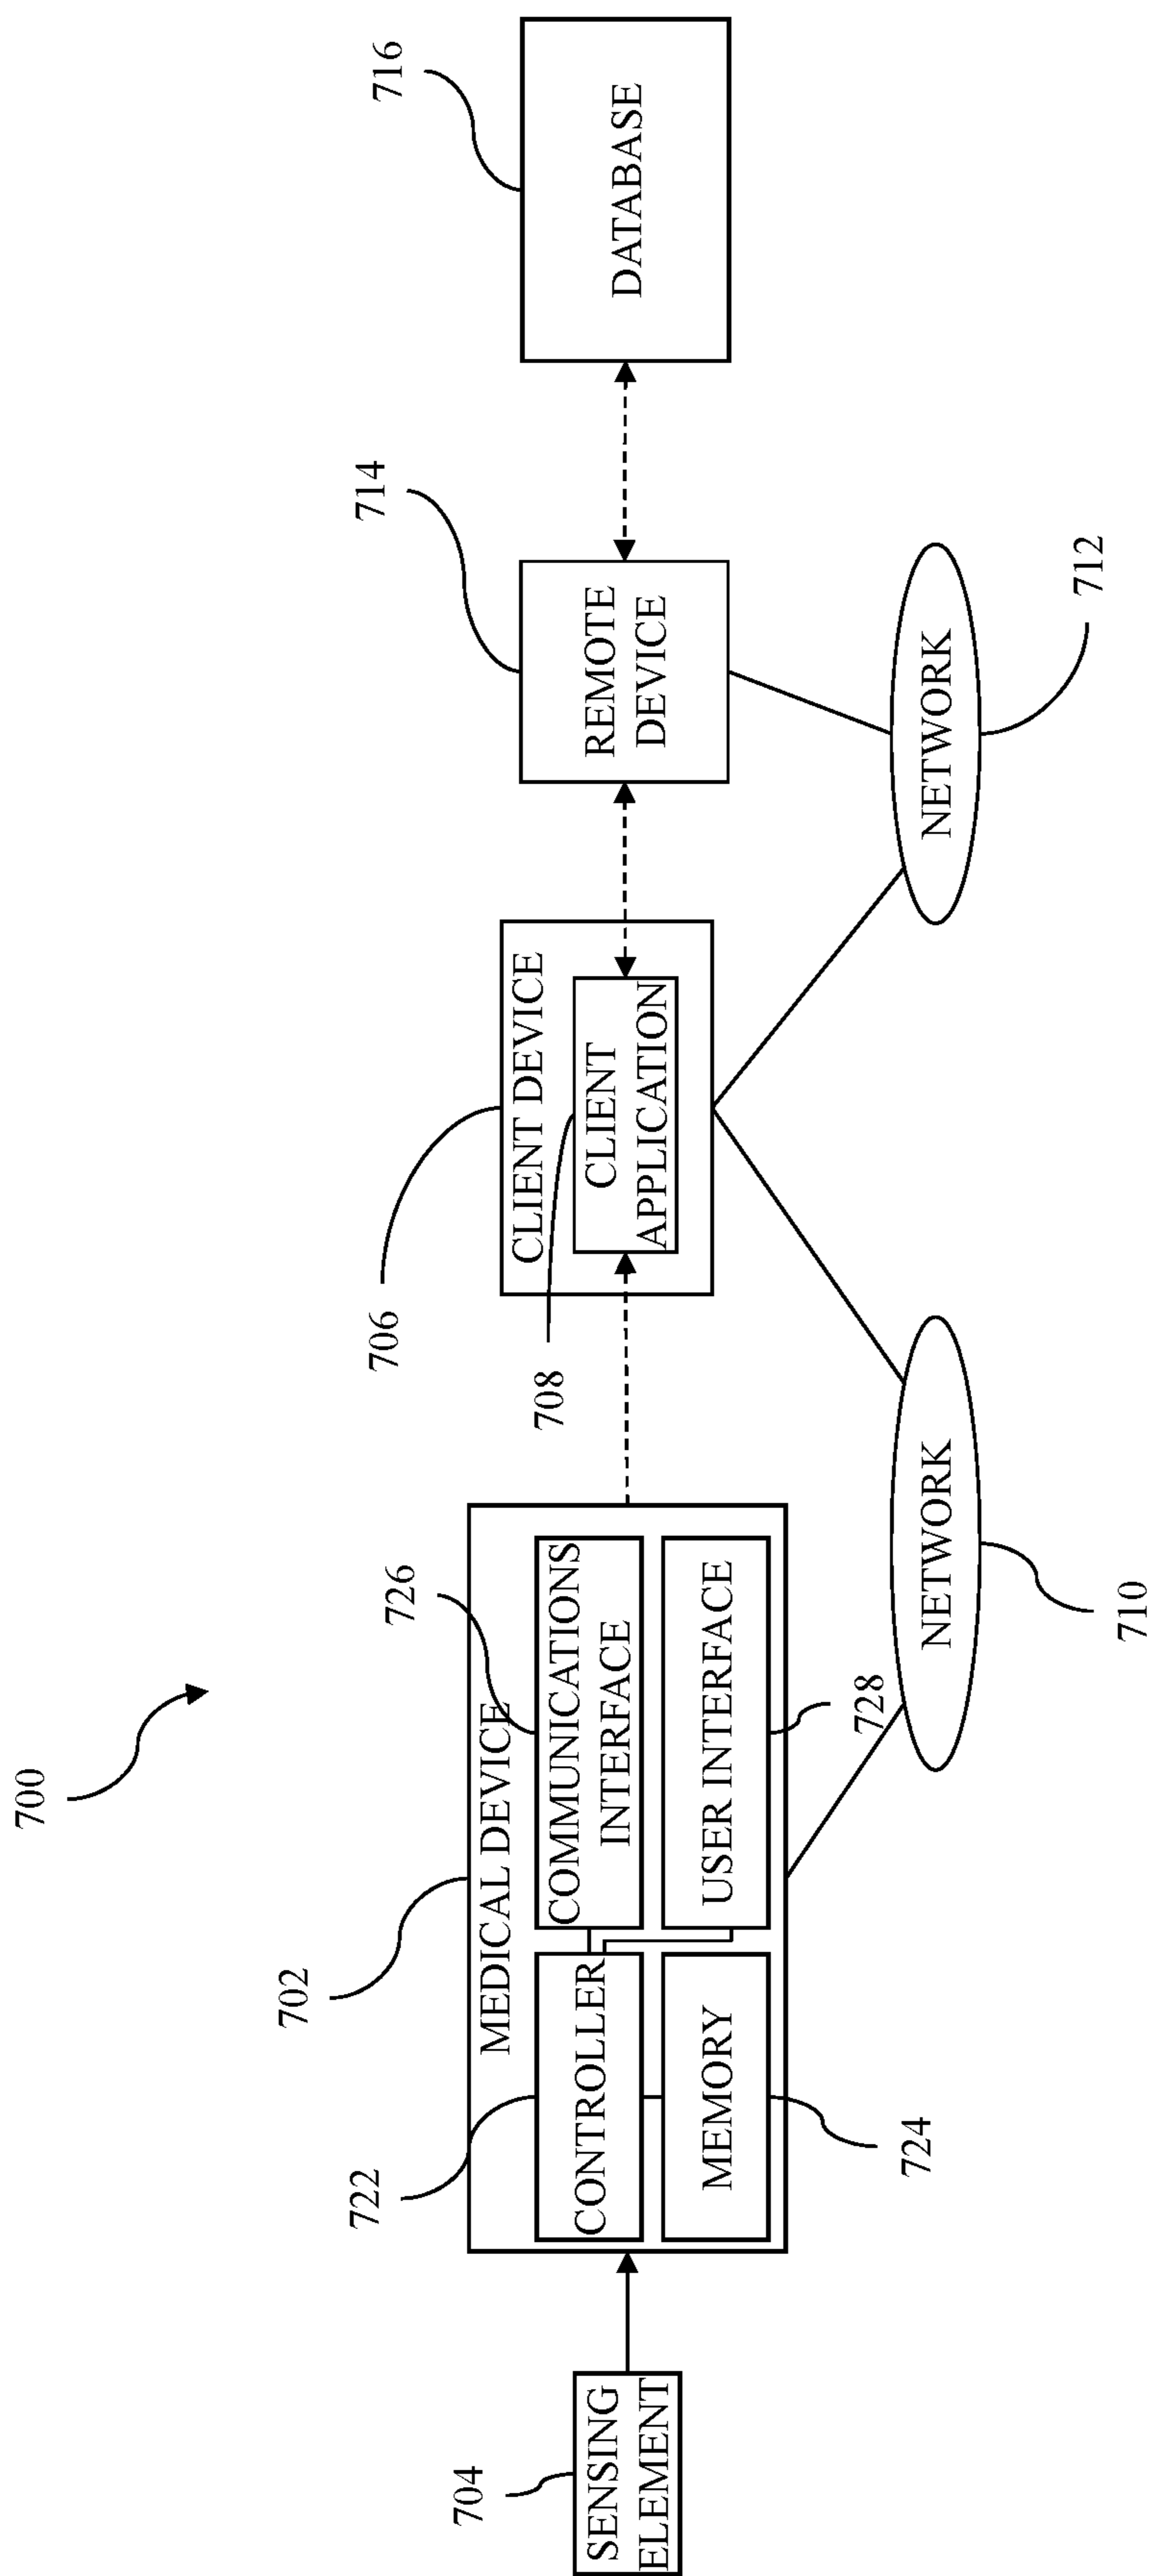 700
702
MEDICAL DEVICE
722
CONTROLLER
726
COMMUNICATIONS
INTERFACE
MEMORY
724
USER INTERFACE
728
704
SENSING
ELEMENT
706
CLIENT DEVICE
708
CLIENT
APPLICATION
714
REMOTE
DEVICE
716
DATABASE
NETWORK
710
NETWORK
712